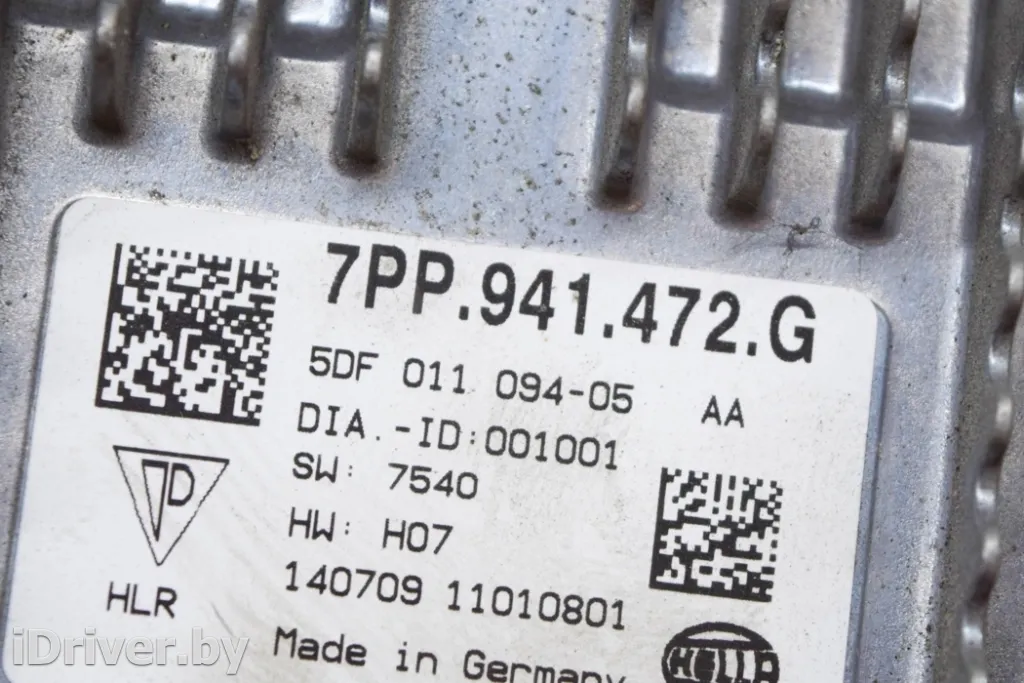 7PP.941.472.G
5DF 011 094-05 AA
DIA.-ID:001001
SW: 7540
HW: H07
140709 11010801
D
HLR
Made in Germany
HELLA
iDriver.by